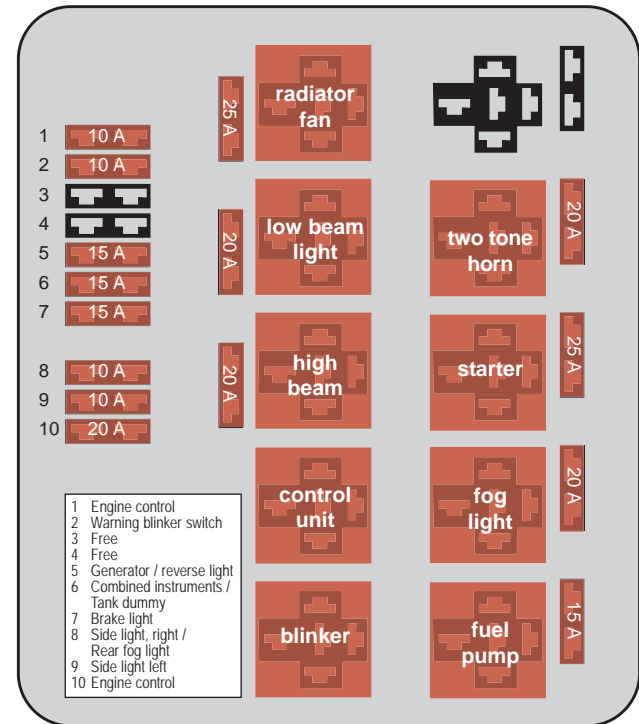 1 10 A
2 10 A
3
4
5 15 A
6 15 A
7 15 A
8 10 A
9 10 A
10 20 A
25 A
radiator
fan
20 A
low beam
light
two tone
horn
20 A
20 A
high
beam
starter
25 A
control
unit
fog
light
20 A
blinker
fuel
pump
15 A
1 Engine control
2 Warning blinker switch
3 Free
4 Free
5 Generator / reverse light
6 Combined instruments /
Tank dummy
7 Brake light
8 Side light, right /
Rear fog light
9 Side light left
10 Engine control